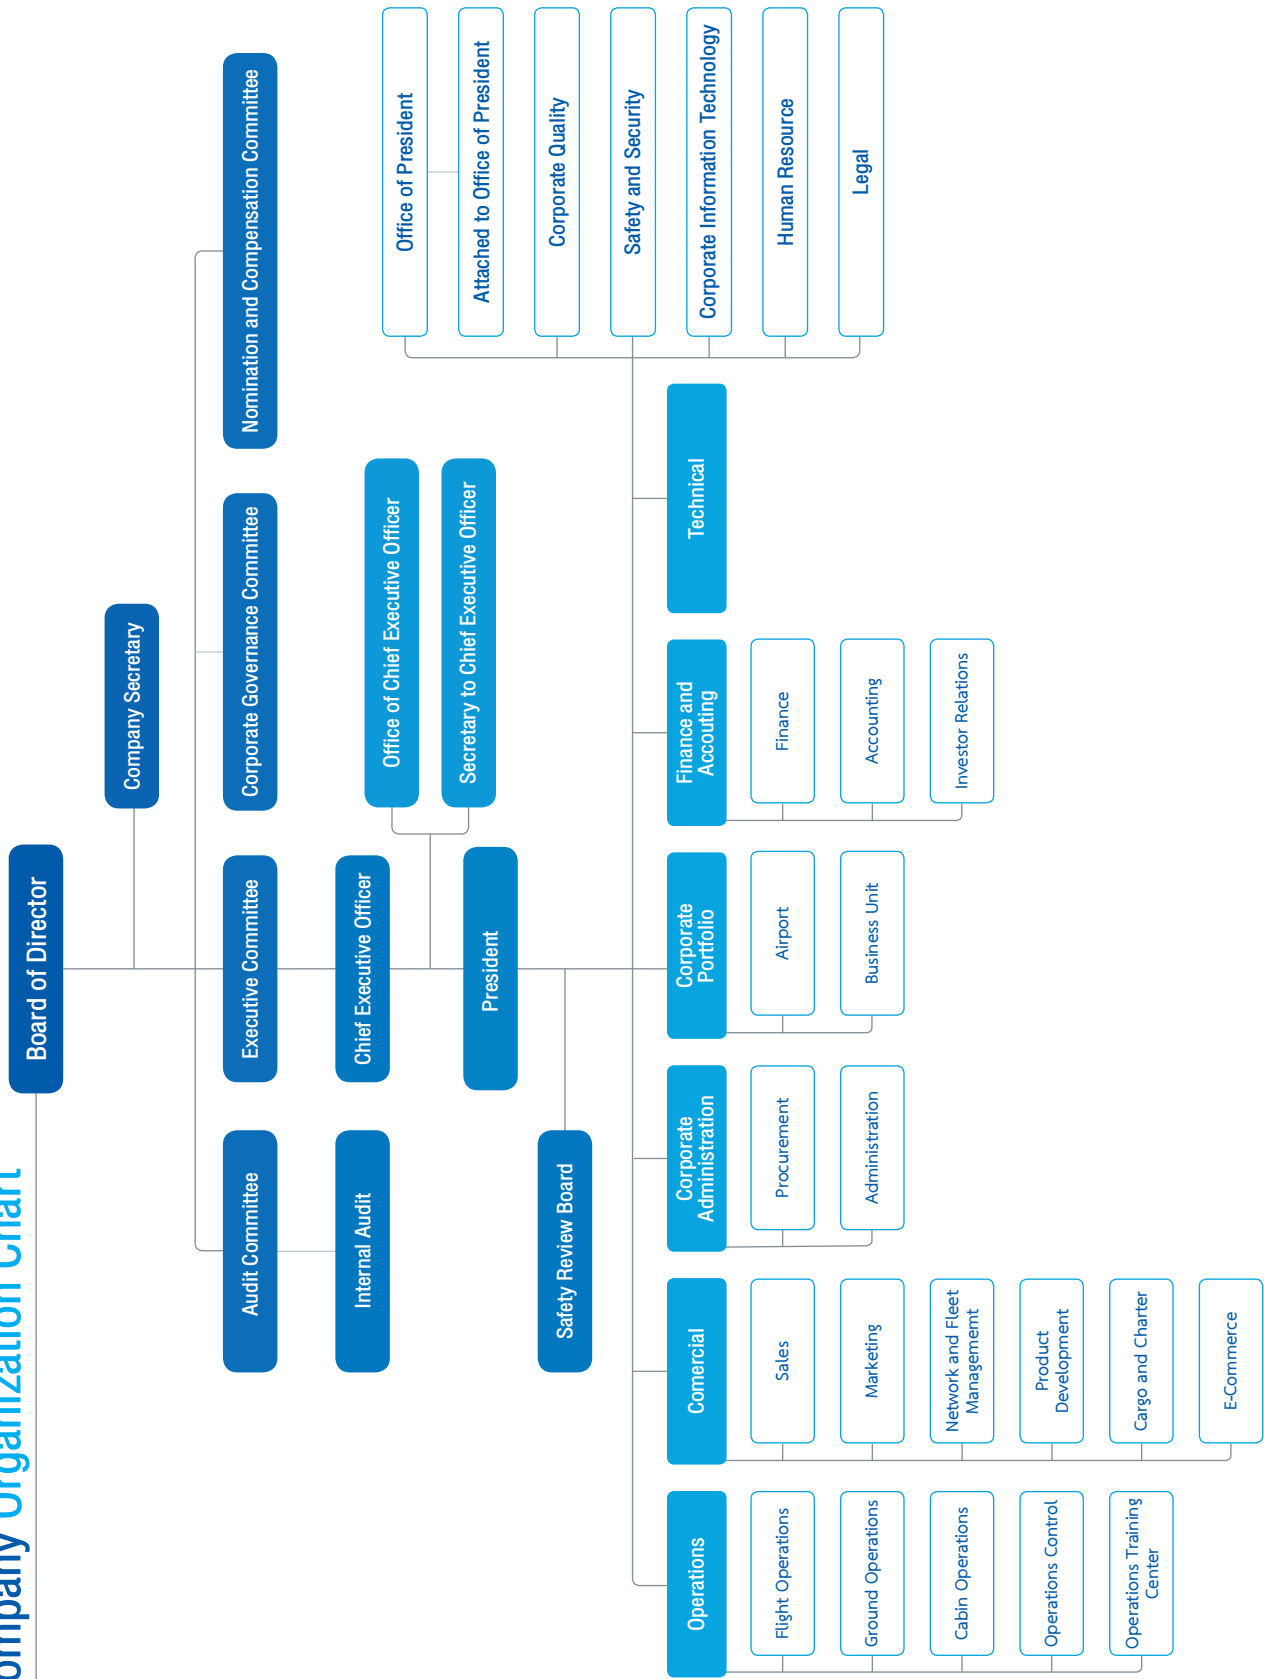 Company Organization Chart
Board of Director
Company Secretary
Audit Committee
Executive Committee
Corporate Governance Committee
Nomination and Compensation Committee
Internal Audit
Chief Executive Officer
Office of Chief Executive Officer
Secretary to Chief Executive Officer
President
Safety Review Board
Office of President
Attached to Office of President
Corporate Quality
Safety and Security
Corporate Information Technology
Human Resource
Legal
Operations
Flight Operations
Ground Operations
Cabin Operations
Operations Control
Operations Training
Center
Comercial
Sales
Marketing
Network and Fleet
Managememt
Product
Development
Cargo and Charter
E-Commerce
Corporate
Administration
Procurement
Administration
Corporate
Portfolio
Airport
Business Unit
Finance and
Accouting
Finance
Accounting
Investor Relations
Technical